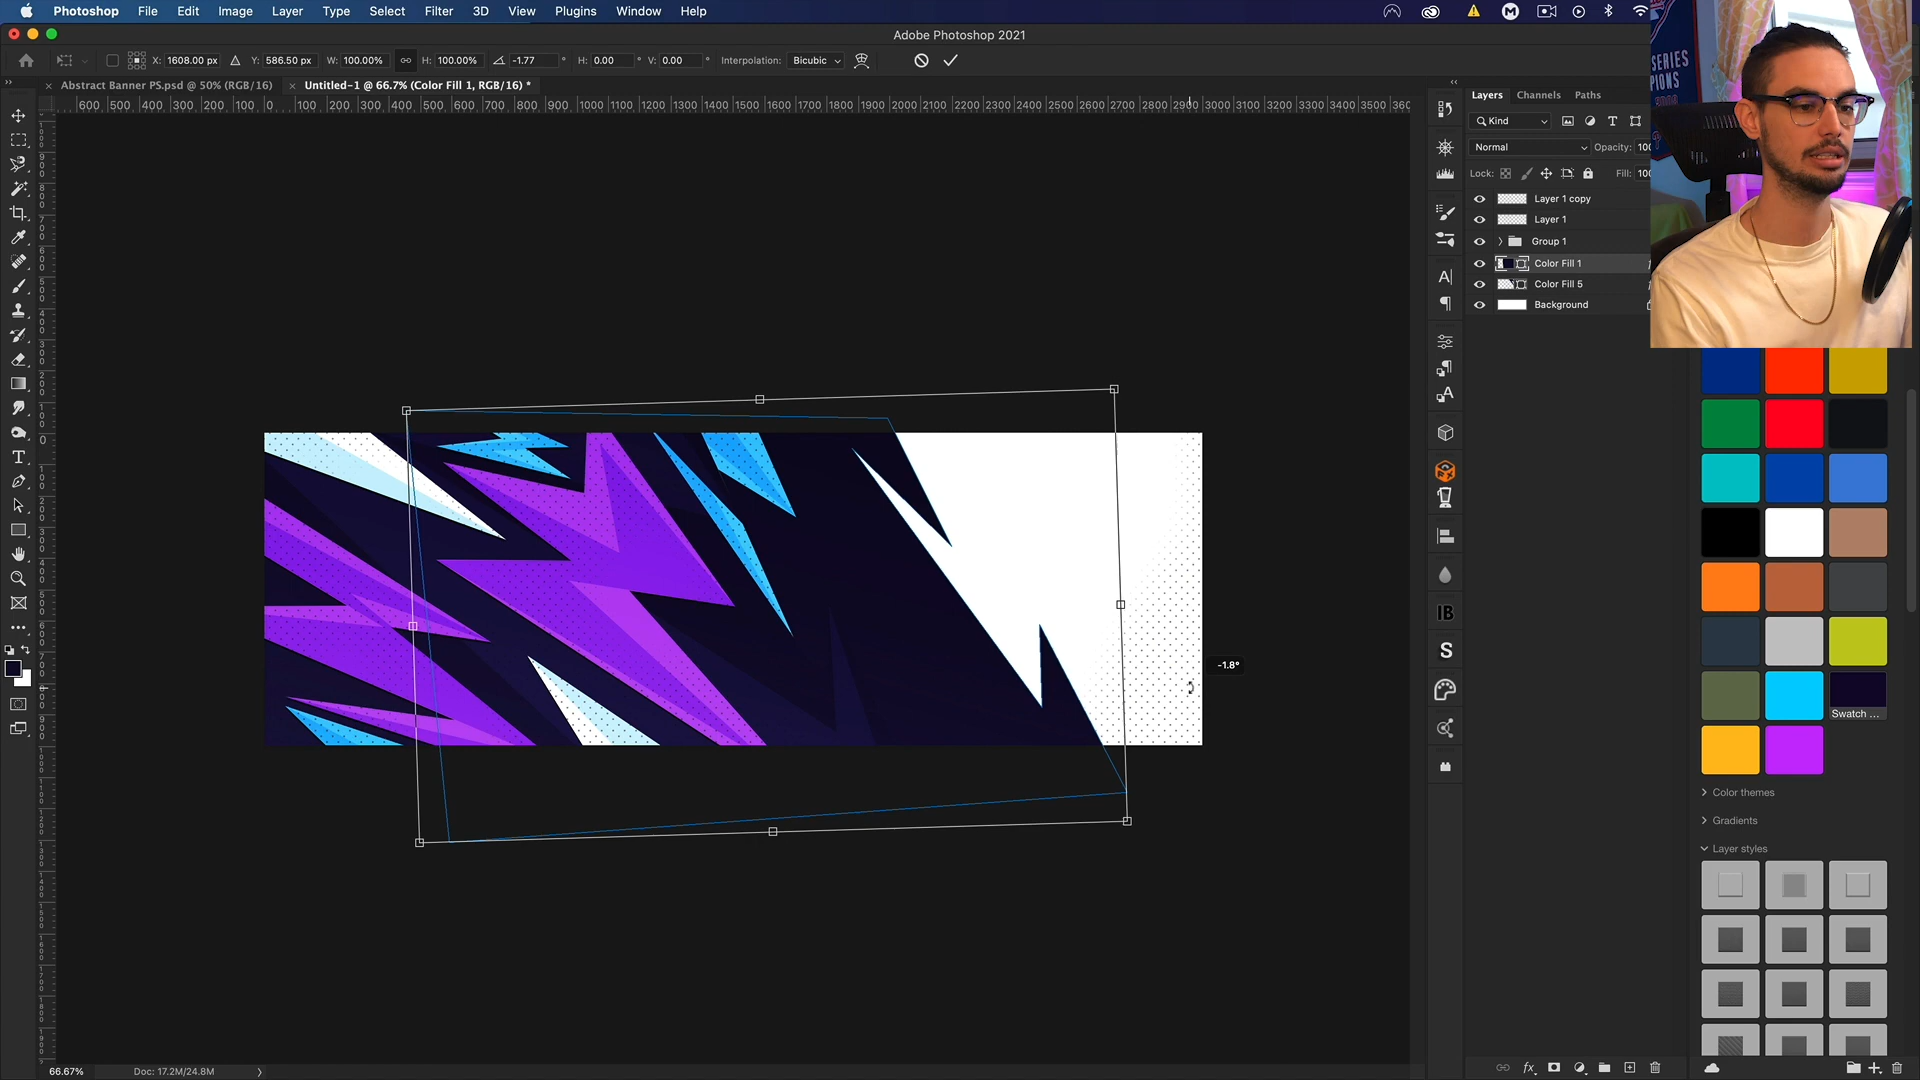 Photoshop File Edit Image Layer Type Select Filter 3D View Plugins Window Help
Adobe Photoshop 2021
X: 1608.00 px Y: 586.50 px W: 100.00% H: 100.00% -1.77 ° H: 0.00 ° V: 0.00 ° Interpolation: Bicubic
Abstract Banner PS.psd @ 50% (RGB/16)
Untitled-1 @ 66.7% (Color Fill 1, RGB/16) *
600 500 400 300 200 100 0 100 200 300 400 500 600 700 800 900 1000 1100 1200 1300 1400 1500 1600 1700 1800 1900 2000 2100 2200 2300 2400 2500 2600 2700 2800 2900 3000 3100 3200 3300 3400 3500
Layers Channels Paths
Kind
Normal Opacity: 100
Lock: Fill: 100
Layer 1 copy
Layer 1
Group 1
Color Fill 1
Color Fill 5
Background
-1.8°
Swatch ...
Color themes
Gradients
Layer styles
66.67% Doc: 17.2M/24.8M